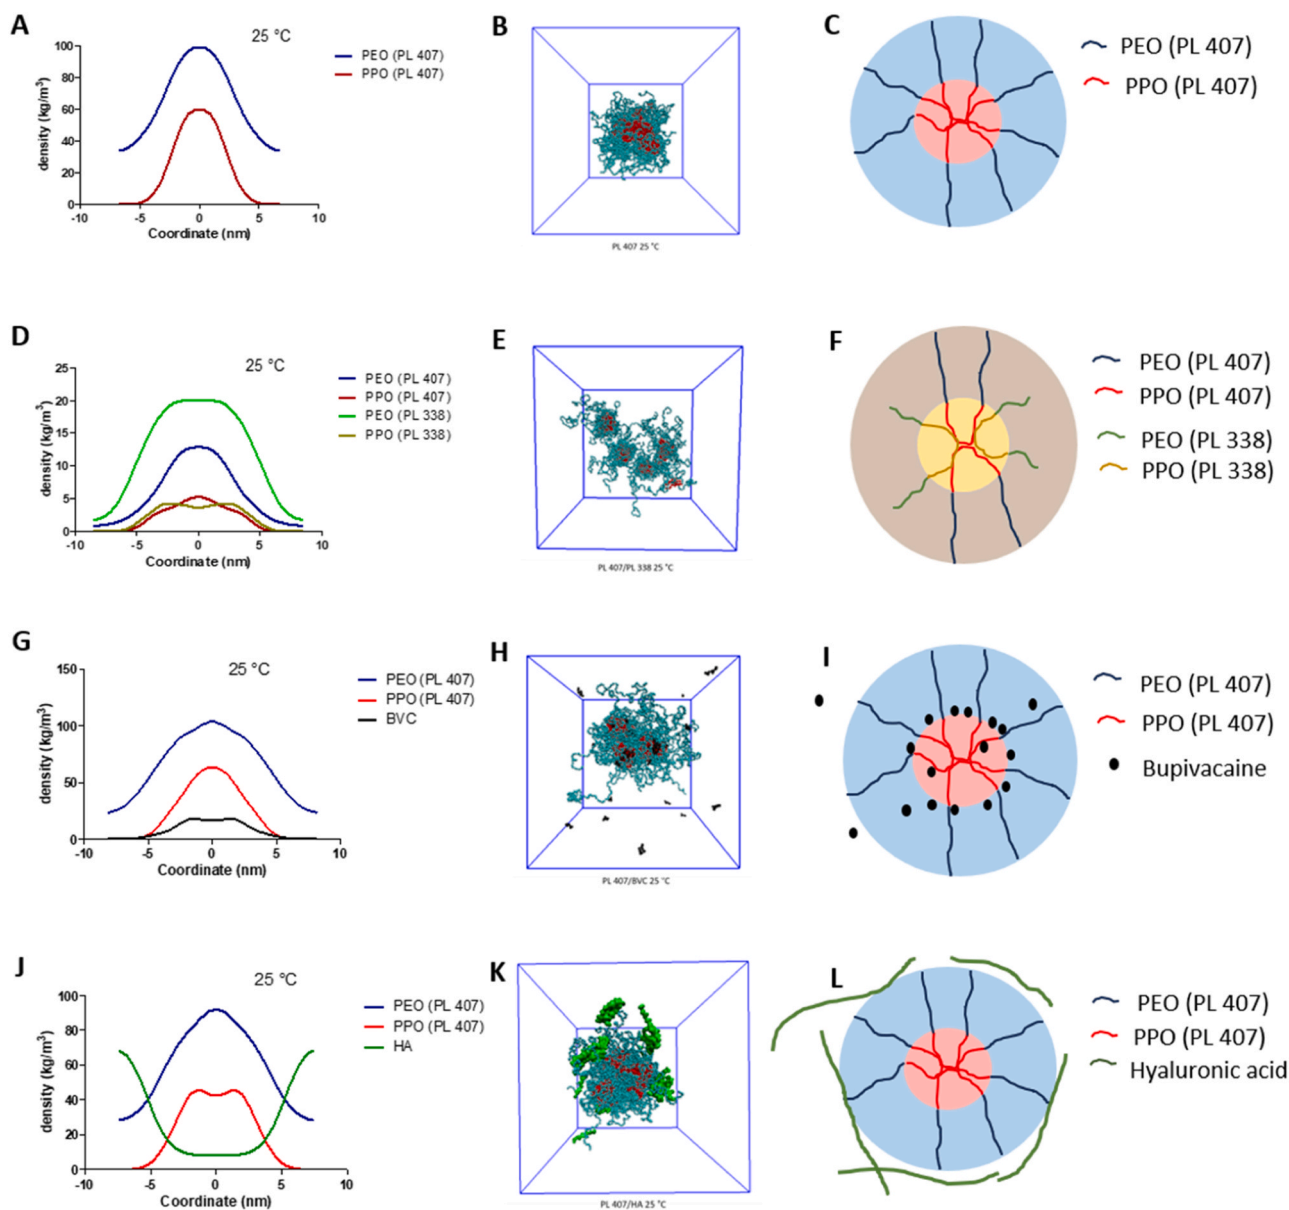 A
25 °C
PEO (PL 407)
PPO (PL 407)
density (kg/m³)
100
80
60
40
20
0
-10 -5 0 5 10
Coordinate (nm)
B
PL 407 25 °C
C
PEO (PL 407)
PPO (PL 407)
D
25 °C
PEO (PL 407)
PPO (PL 407)
PEO (PL 338)
PPO (PL 338)
density (kg/m³)
25
20
15
10
5
0
-10 -5 0 5 10
Coordinate (nm)
E
PL 407/PL 338 25 °C
F
PEO (PL 407)
PPO (PL 407)
PEO (PL 338)
PPO (PL 338)
G
25 °C
PEO (PL 407)
PPO (PL 407)
BVC
density (kg/m³)
150
100
50
0
-10 -5 0 5 10
Coordinate (nm)
H
PL 407/BVC 25 °C
I
PEO (PL 407)
PPO (PL 407)
Bupivacaine
J
25 °C
PEO (PL 407)
PPO (PL 407)
HA
density (kg/m³)
100
80
60
40
20
0
-10 -5 0 5 10
Coordinate (nm)
K
PL 407/HA 25 °C
L
PEO (PL 407)
PPO (PL 407)
Hyaluronic acid